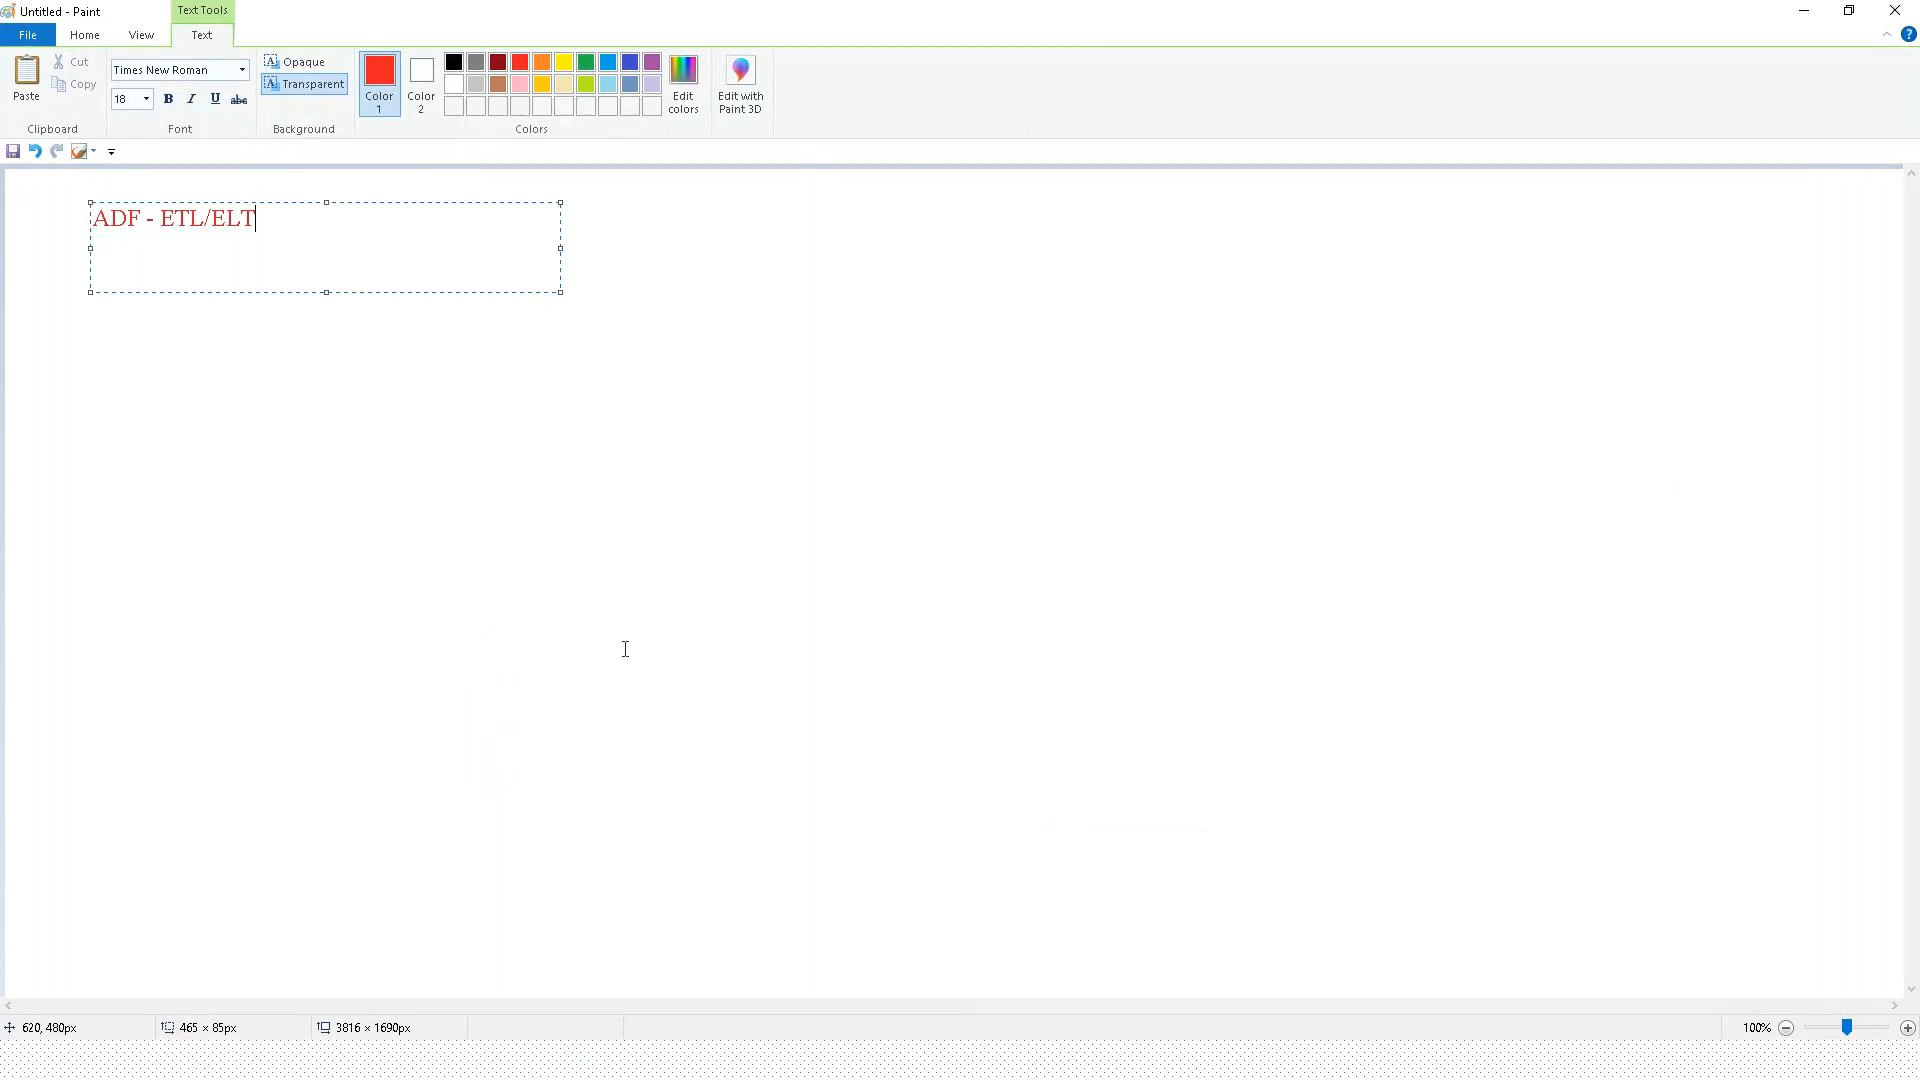 Untitled - Paint
Text Tools
File
Home
View
Text
Paste
Cut
Copy
Clipboard
Times New Roman
18
B I U abc
Font
Opaque
Transparent
Background
Color 1
Color 2
Edit colors
Colors
Edit with Paint 3D
ADF - ETL/ELT
620, 480px
465 × 85px
3816 × 1690px
100%